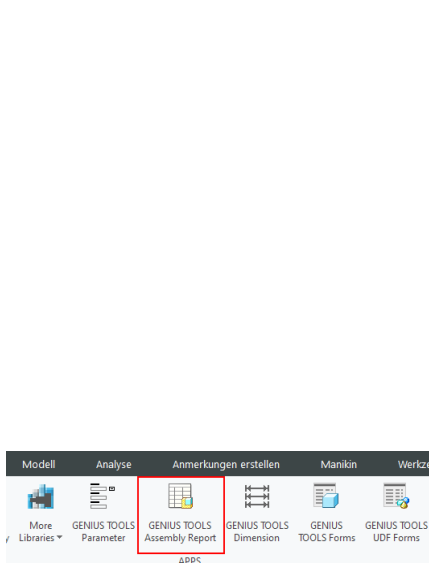 Modell Analyse Anmerkungen erstellen Manikin
More Libraries
GENIUS TOOLS Parameter
GENIUS TOOLS Assembly Report
GENIUS TOOLS Dimension
GENIUS TOOLS Forms
GENIUS TOOLS UDF Forms
APPS